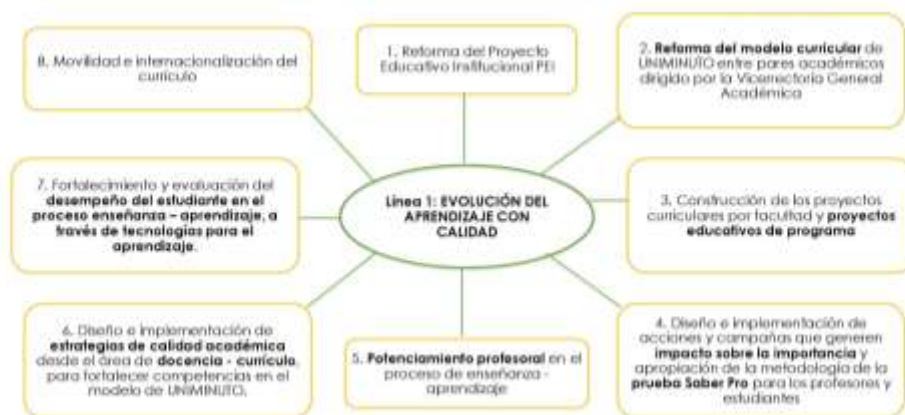 1. Reforma del Proyecto
Educativo Institucional PEI
2. Reforma del modelo curricular de
UNIMINUTO entre pares académicos
dirigido por la Vicerrectoría General
Académica
3. Construcción de los proyectos
curriculares por facultad y proyectos
educativos de programa
4. Diseño e implementación de
acciones y campañas que generen
impacto sobre la importancia y
apropiación de la metodología de la
prueba Saber Pro para los profesores y
estudiantes
5. Potenciamiento profesoral en el
proceso de enseñanza -
aprendizaje
6. Diseño e implementación de
estrategias de calidad académica
desde el área de docencia - currículo,
para fortalecer competencias en el
modelo de UNIMINUTO.
7. Fortalecimiento y evaluación del
desempeño del estudiante en el
proceso enseñanza – aprendizaje, a
través de tecnologías para el
aprendizaje.
8. Movilidad e internacionalización del
currículo
Línea 1: EVOLUCIÓN DEL
APRENDIZAJE CON
CALIDAD